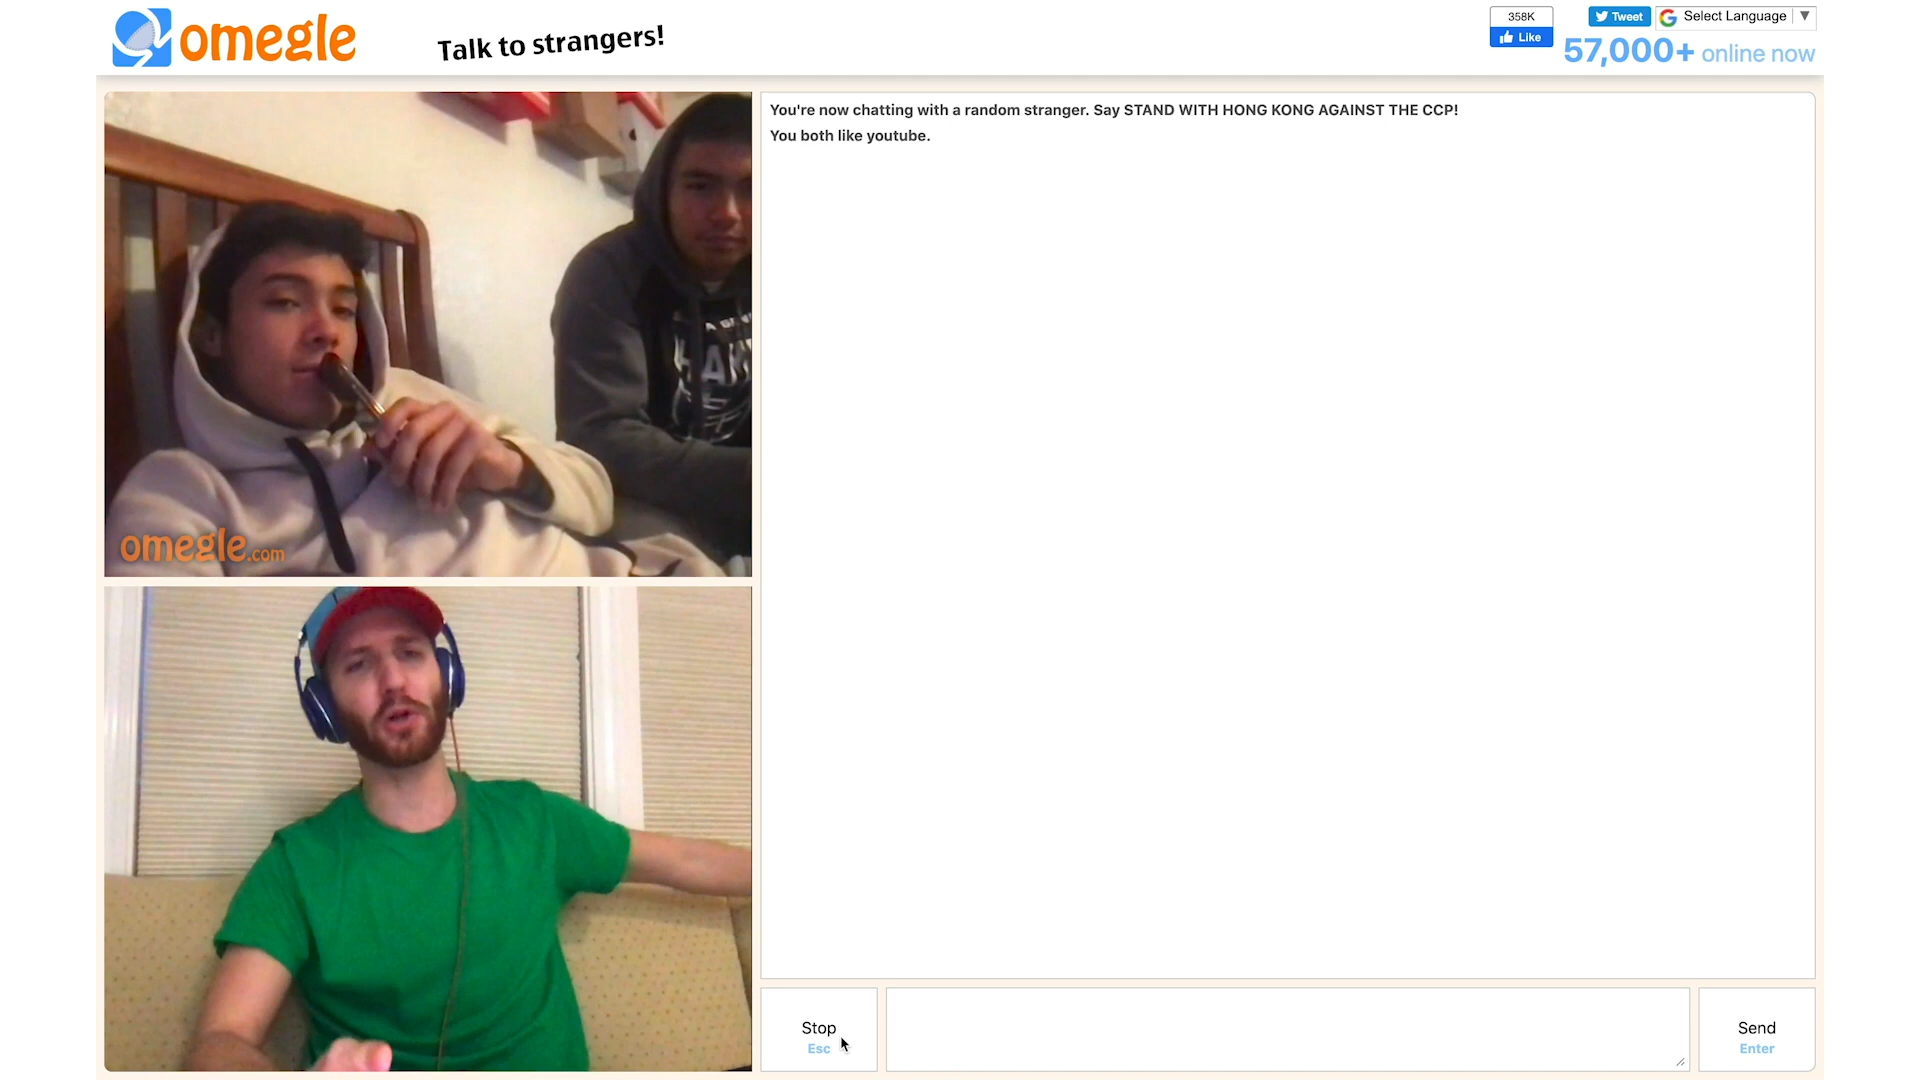 omegle
Talk to strangers!
358K
Like
Tweet
Select Language
57,000+ online now
You're now chatting with a random stranger. Say STAND WITH HONG KONG AGAINST THE CCP!
You both like youtube.
omegle.com
Stop
Esc
Send
Enter